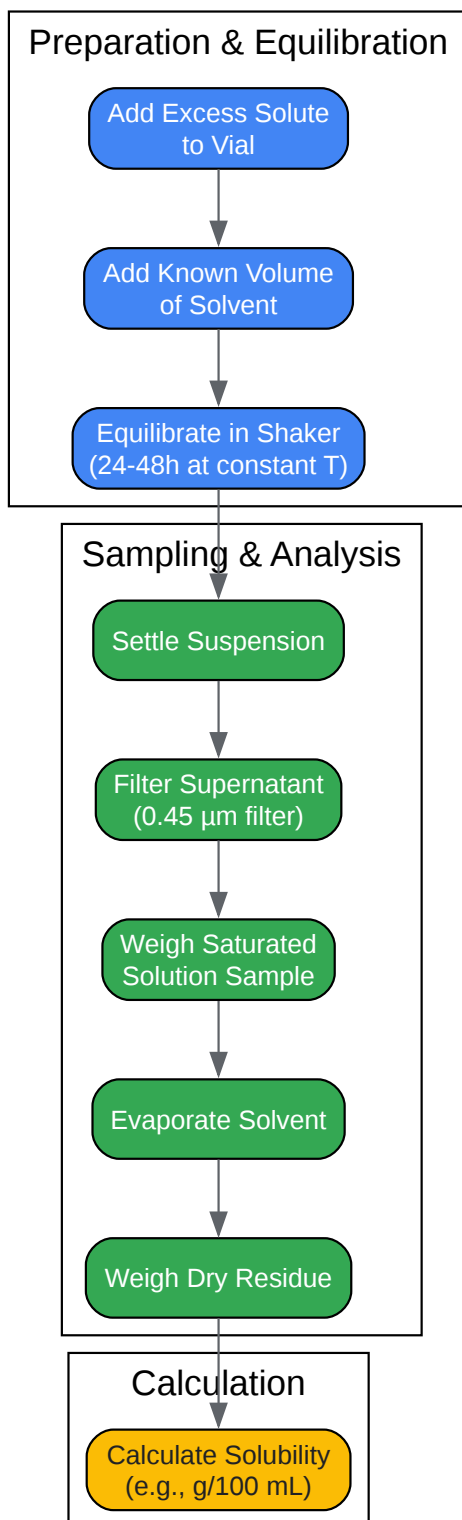 Preparation & Equilibration
Add Excess Solute
to Vial
Add Known Volume
of Solvent
Equilibrate in Shaker
(24-48h at constant T)
Sampling & Analysis
Settle Suspension
Filter Supernatant
(0.45 µm filter)
Weigh Saturated
Solution Sample
Evaporate Solvent
Weigh Dry Residue
Calculation
Calculate Solubility
(e.g., g/100 mL)